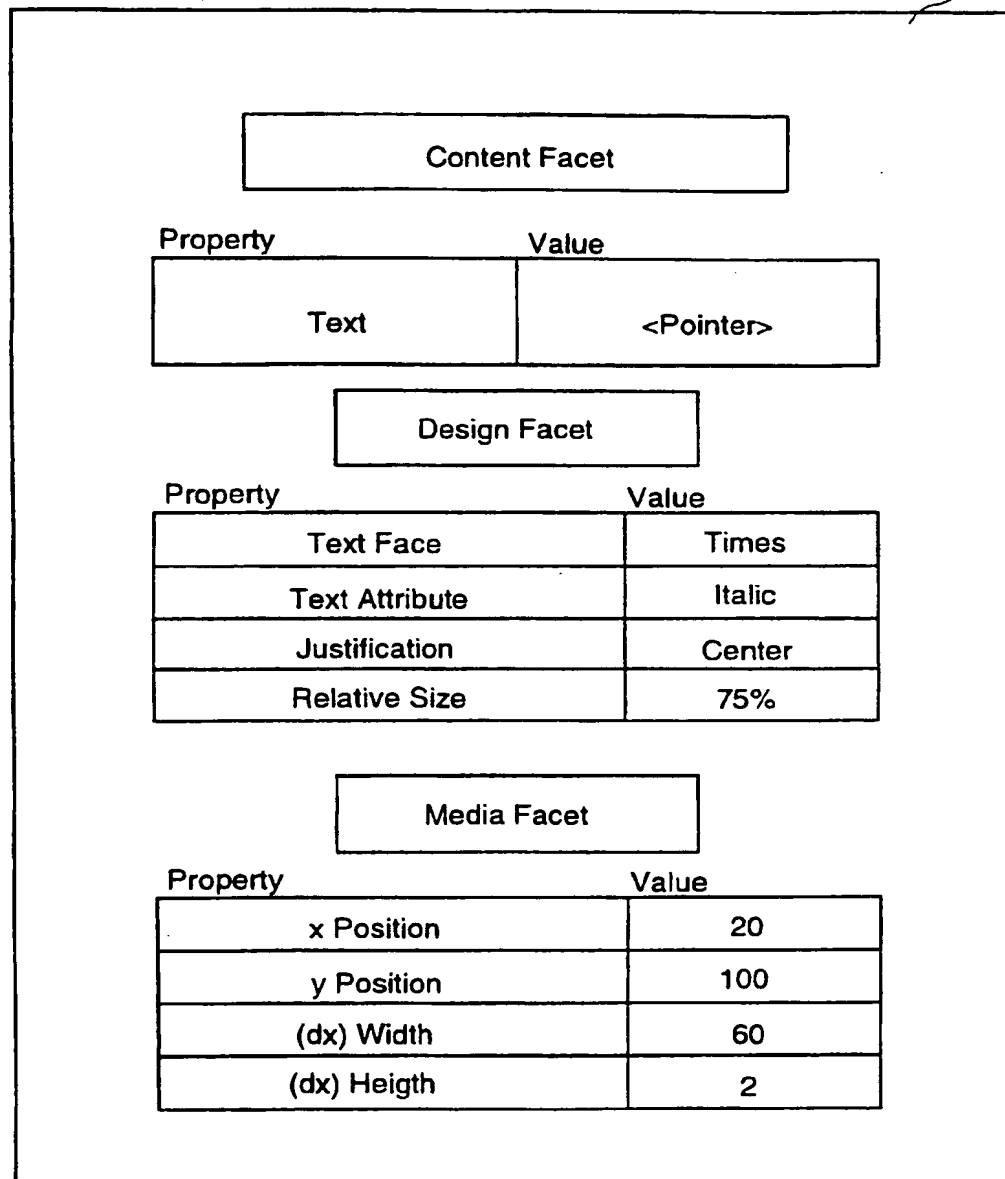 Content Facet
Property Value
Text <Pointer>
Design Facet
Property Value
Text Face Times
Text Attribute Italic
Justification Center
Relative Size 75%
Media Facet
Property Value
x Position 20
y Position 100
(dx) Width 60
(dx) Heigth 2